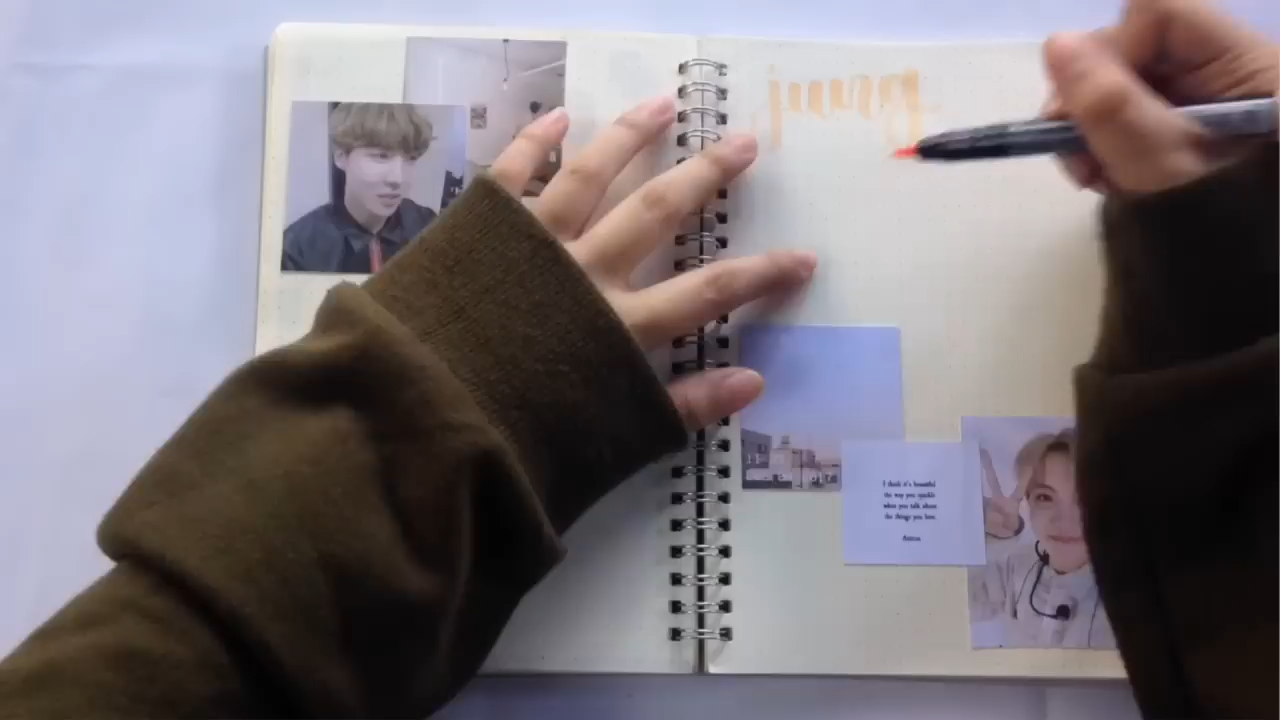 jung
I think it's beautiful
the way you sparkle
when you talk about
the things you love.